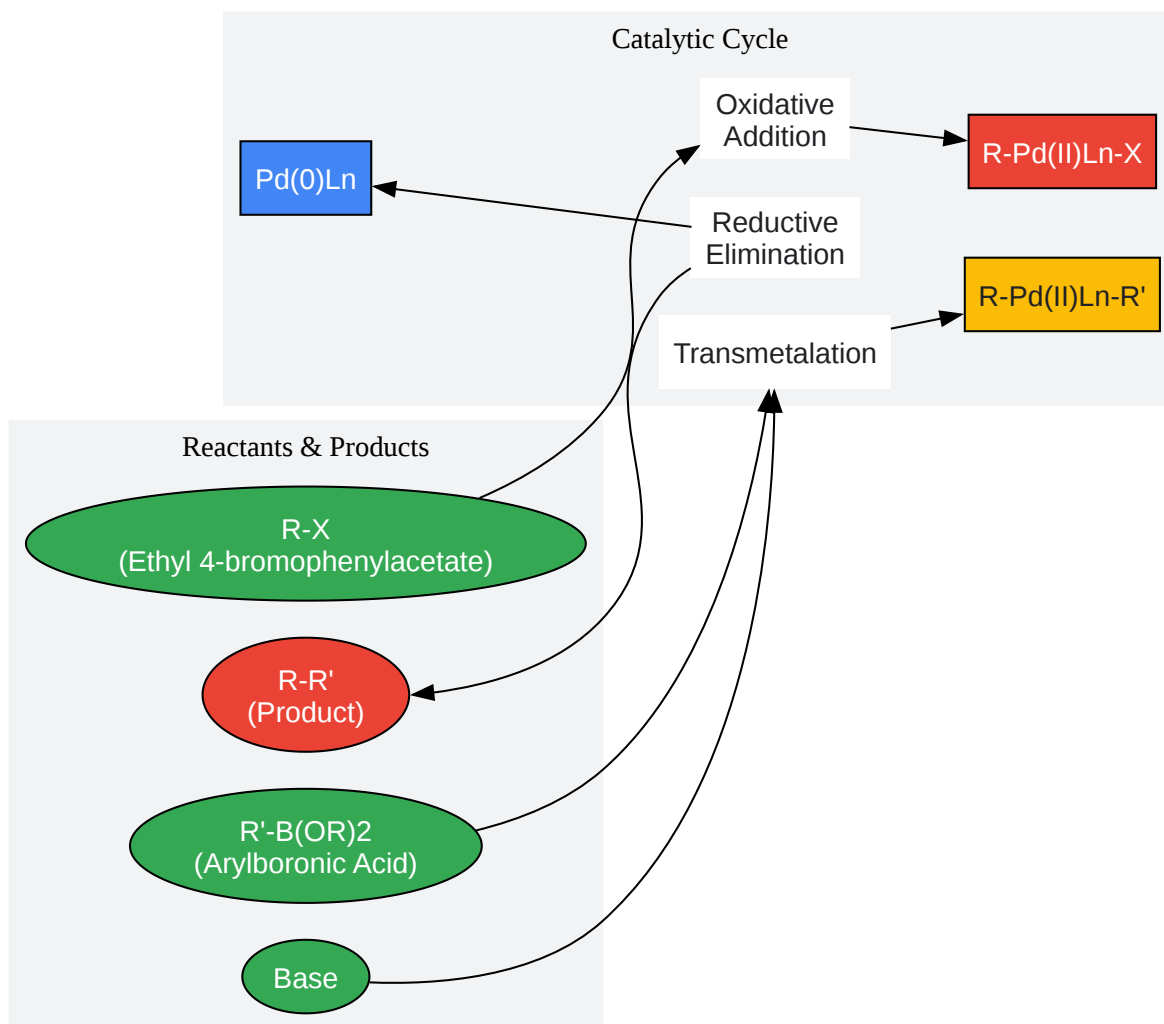 Catalytic Cycle
Oxidative
Addition
R-Pd(II)Ln-X
Pd(0)Ln
Reductive
Elimination
R-Pd(II)Ln-R'
Transmetalation
Reactants & Products
R-X
(Ethyl 4-bromophenylacetate)
R-R'
(Product)
R'-B(OR)2
(Arylboronic Acid)
Base